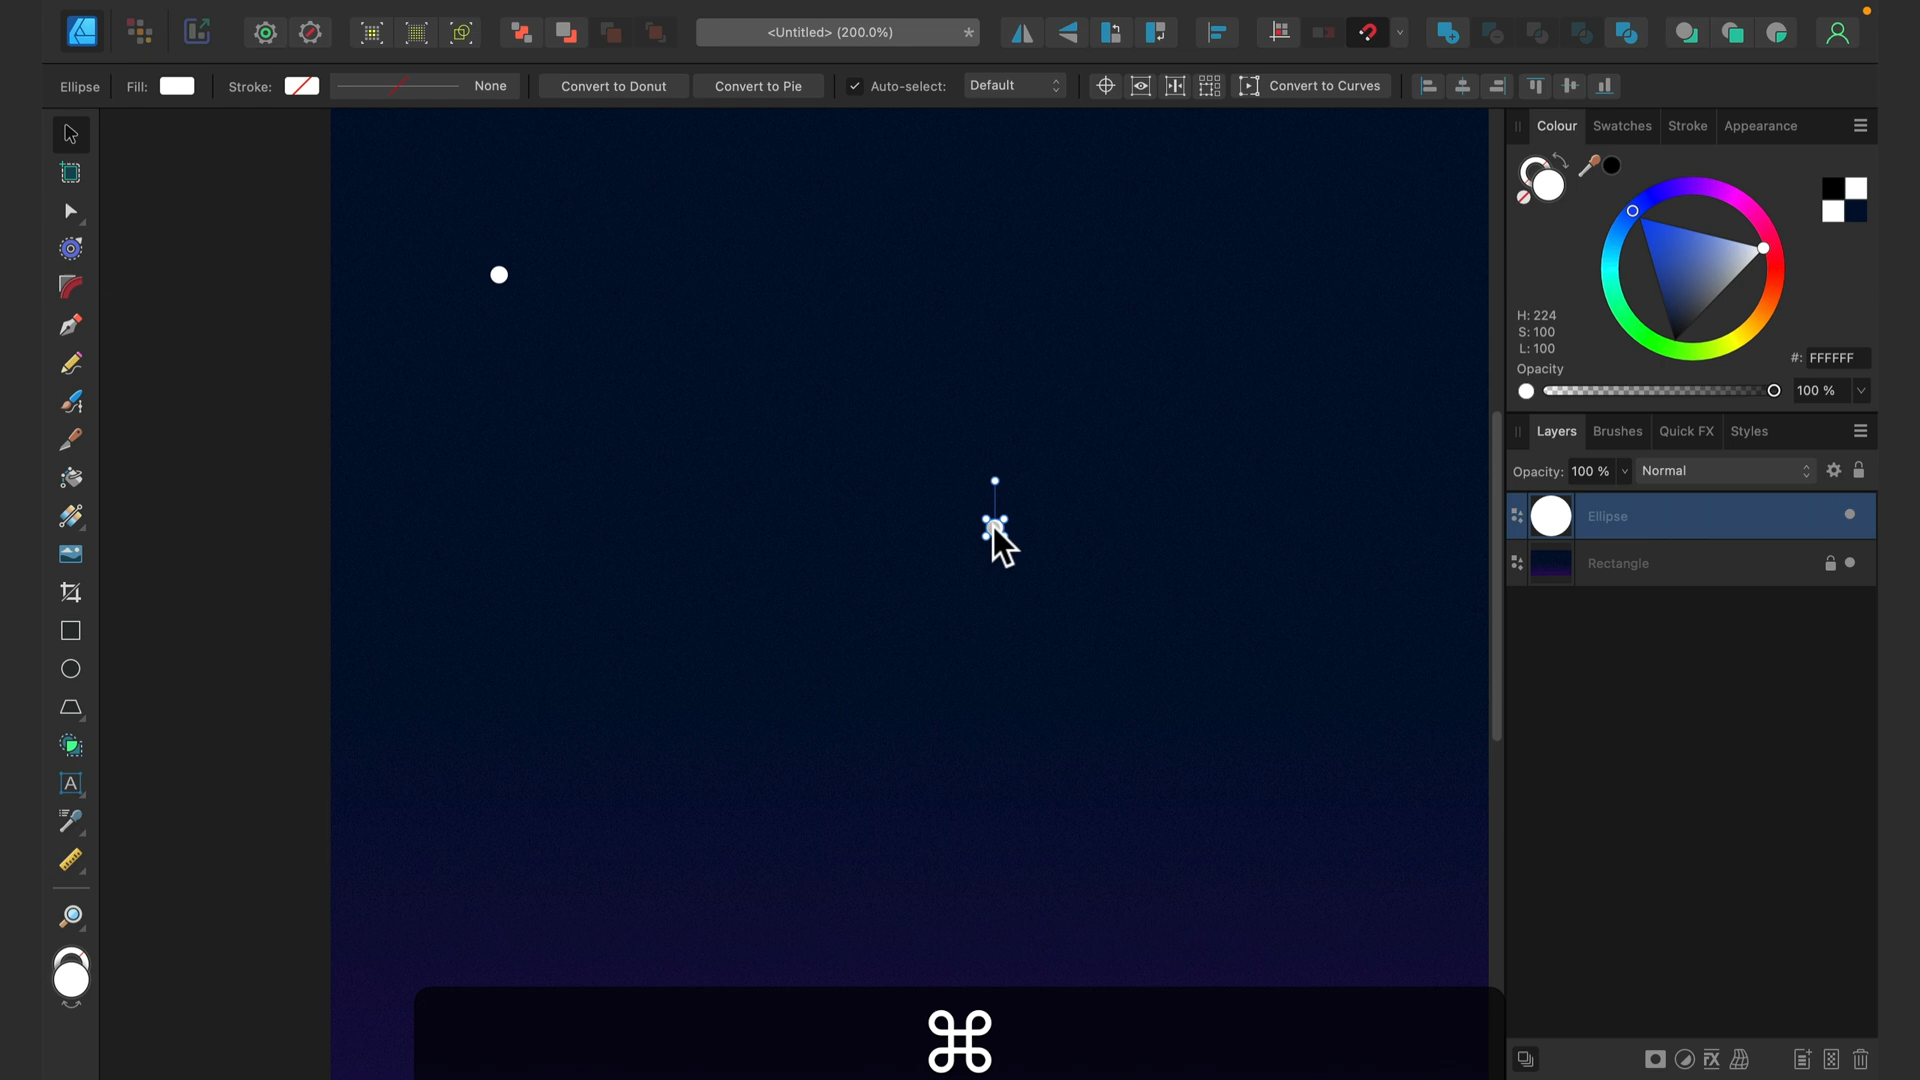 <Untitled> (200.0%)
*
Ellipse
Fill:
Stroke:
None
Convert to Donut
Convert to Pie
Auto-select:
Default
Convert to Curves
Colour
Swatches
Stroke
Appearance
H: 224
S: 100
L: 100
#: FFFFFF
Opacity
100 %
Layers
Brushes
Quick FX
Styles
Opacity: 100 %
Normal
Ellipse
Rectangle
A
FX
⌘